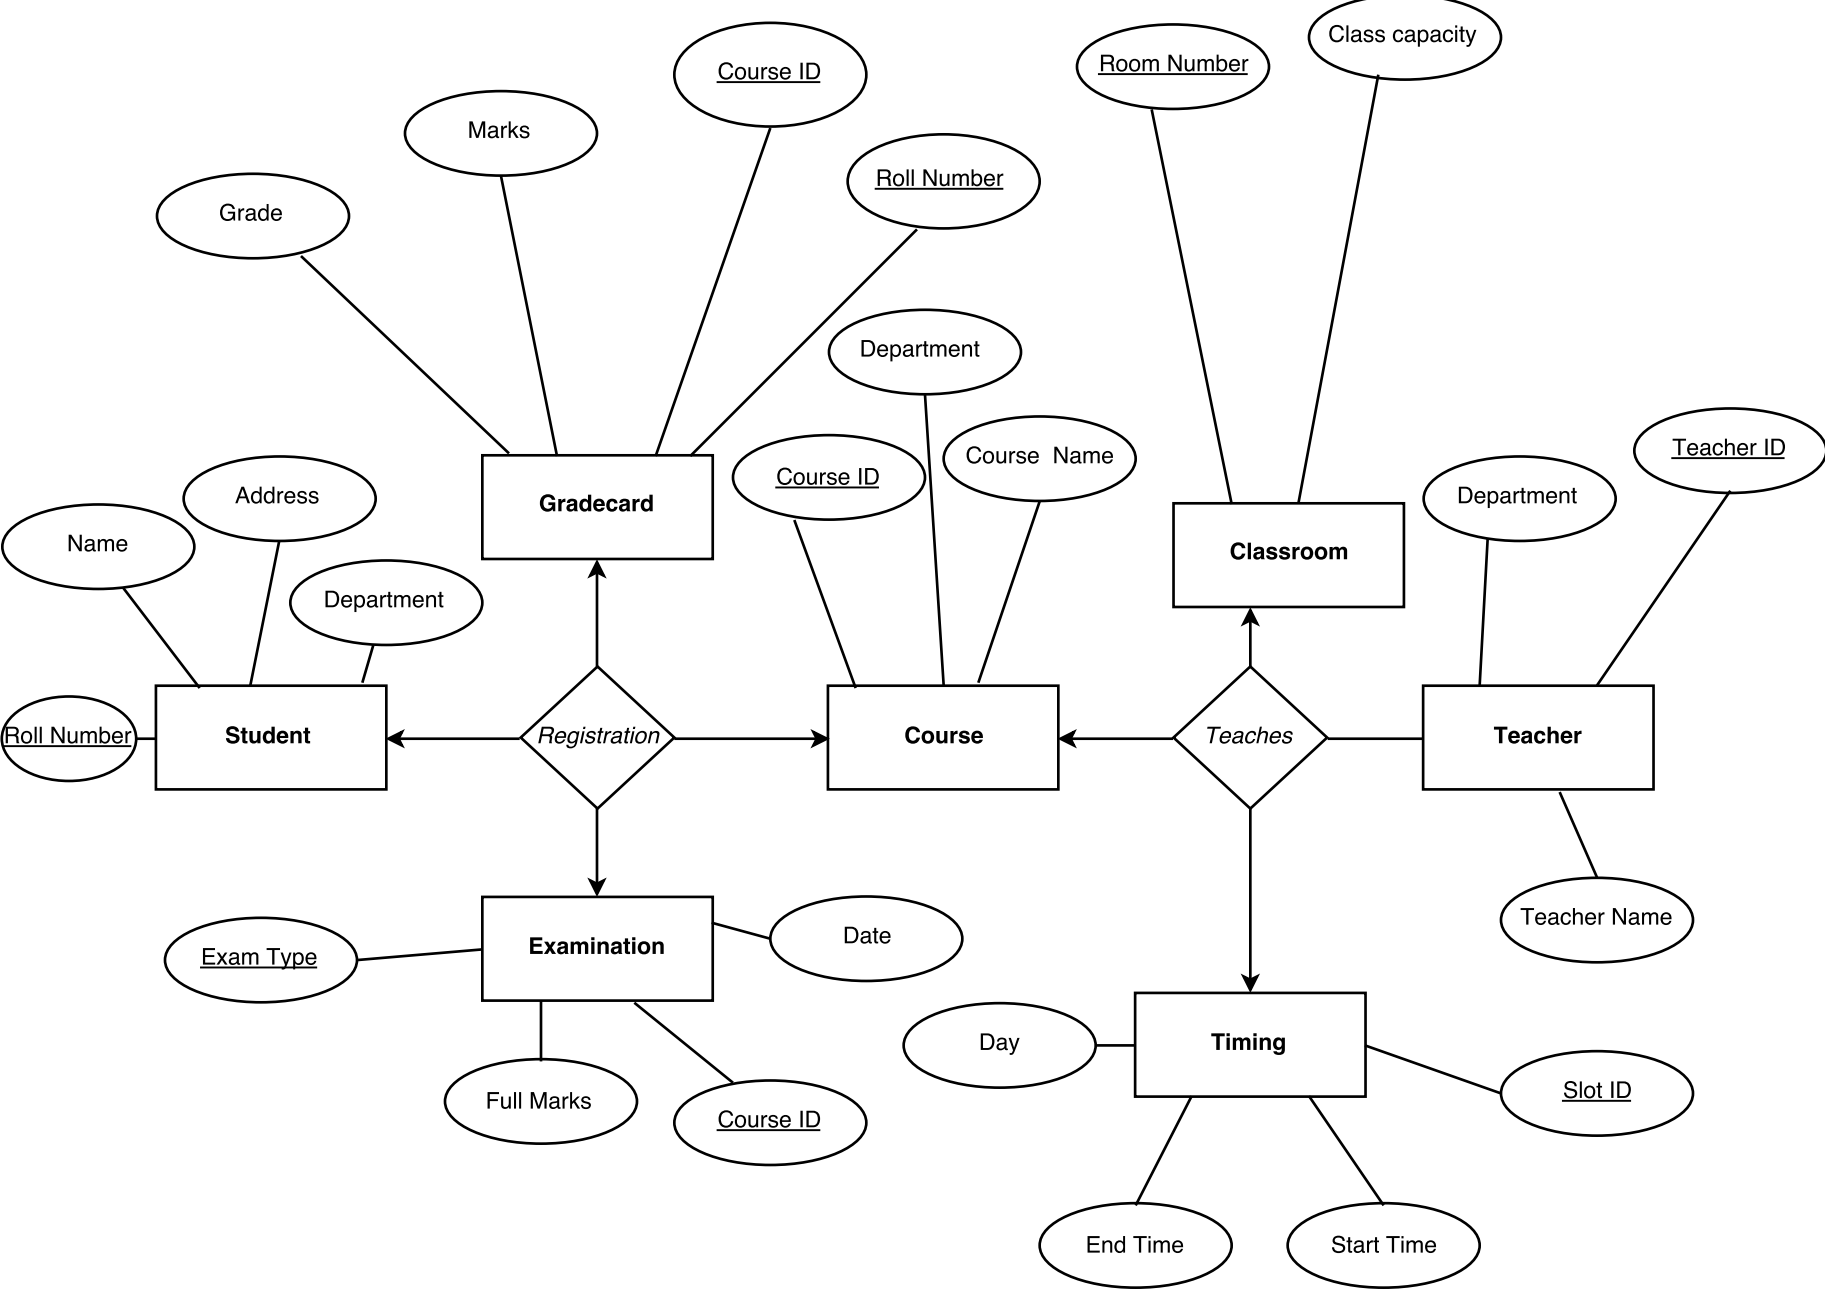 Class capacity
Room Number
Course ID
Marks
Roll Number
Grade
Department
Course  Name
Course ID
Teacher ID
Department
Address
Gradecard
Name
Classroom
Department
Roll Number
Student
Registration
Course
Teaches
Teacher
Teacher Name
Date
Examination
Exam Type
Day
Timing
Slot ID
Full Marks
Course ID
End Time
Start Time